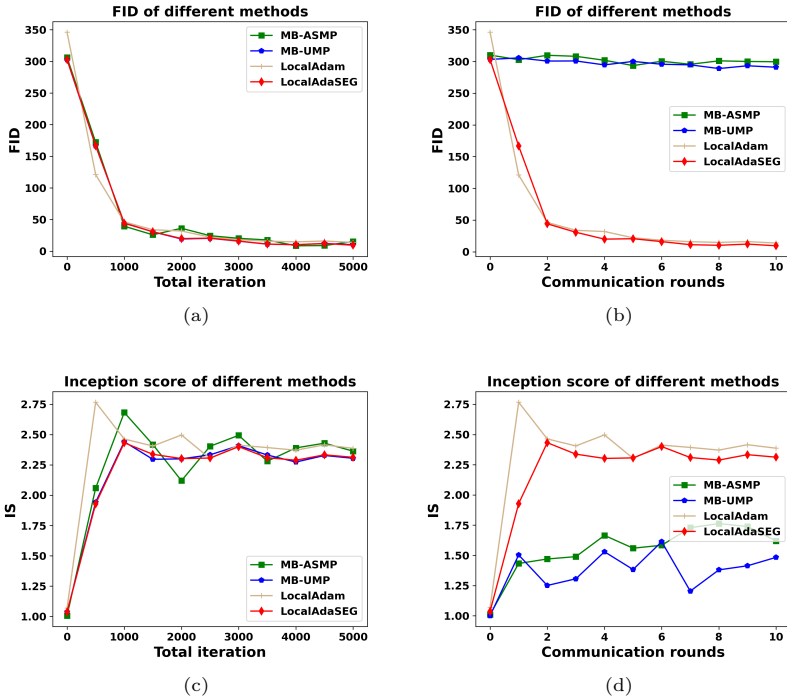 FID of different methods
FID
350
300
250
200
150
100
50
0
MB-ASMP
MB-UMP
LocalAdam
LocalAdaSEG
0 1000 2000 3000 4000 5000
Total iteration
(a)
FID of different methods
FID
350
300
250
200
150
100
50
0
MB-ASMP
MB-UMP
LocalAdam
LocalAdaSEG
0 2 4 6 8 10
Communication rounds
(b)
Inception score of different methods
IS
2.75
2.50
2.25
2.00
1.75
1.50
1.25
1.00
MB-ASMP
MB-UMP
LocalAdam
LocalAdaSEG
0 1000 2000 3000 4000 5000
Total iteration
(c)
Inception score of different methods
IS
2.75
2.50
2.25
2.00
1.75
1.50
1.25
1.00
MB-ASMP
MB-UMP
LocalAdam
LocalAdaSEG
0 2 4 6 8 10
Communication rounds
(d)